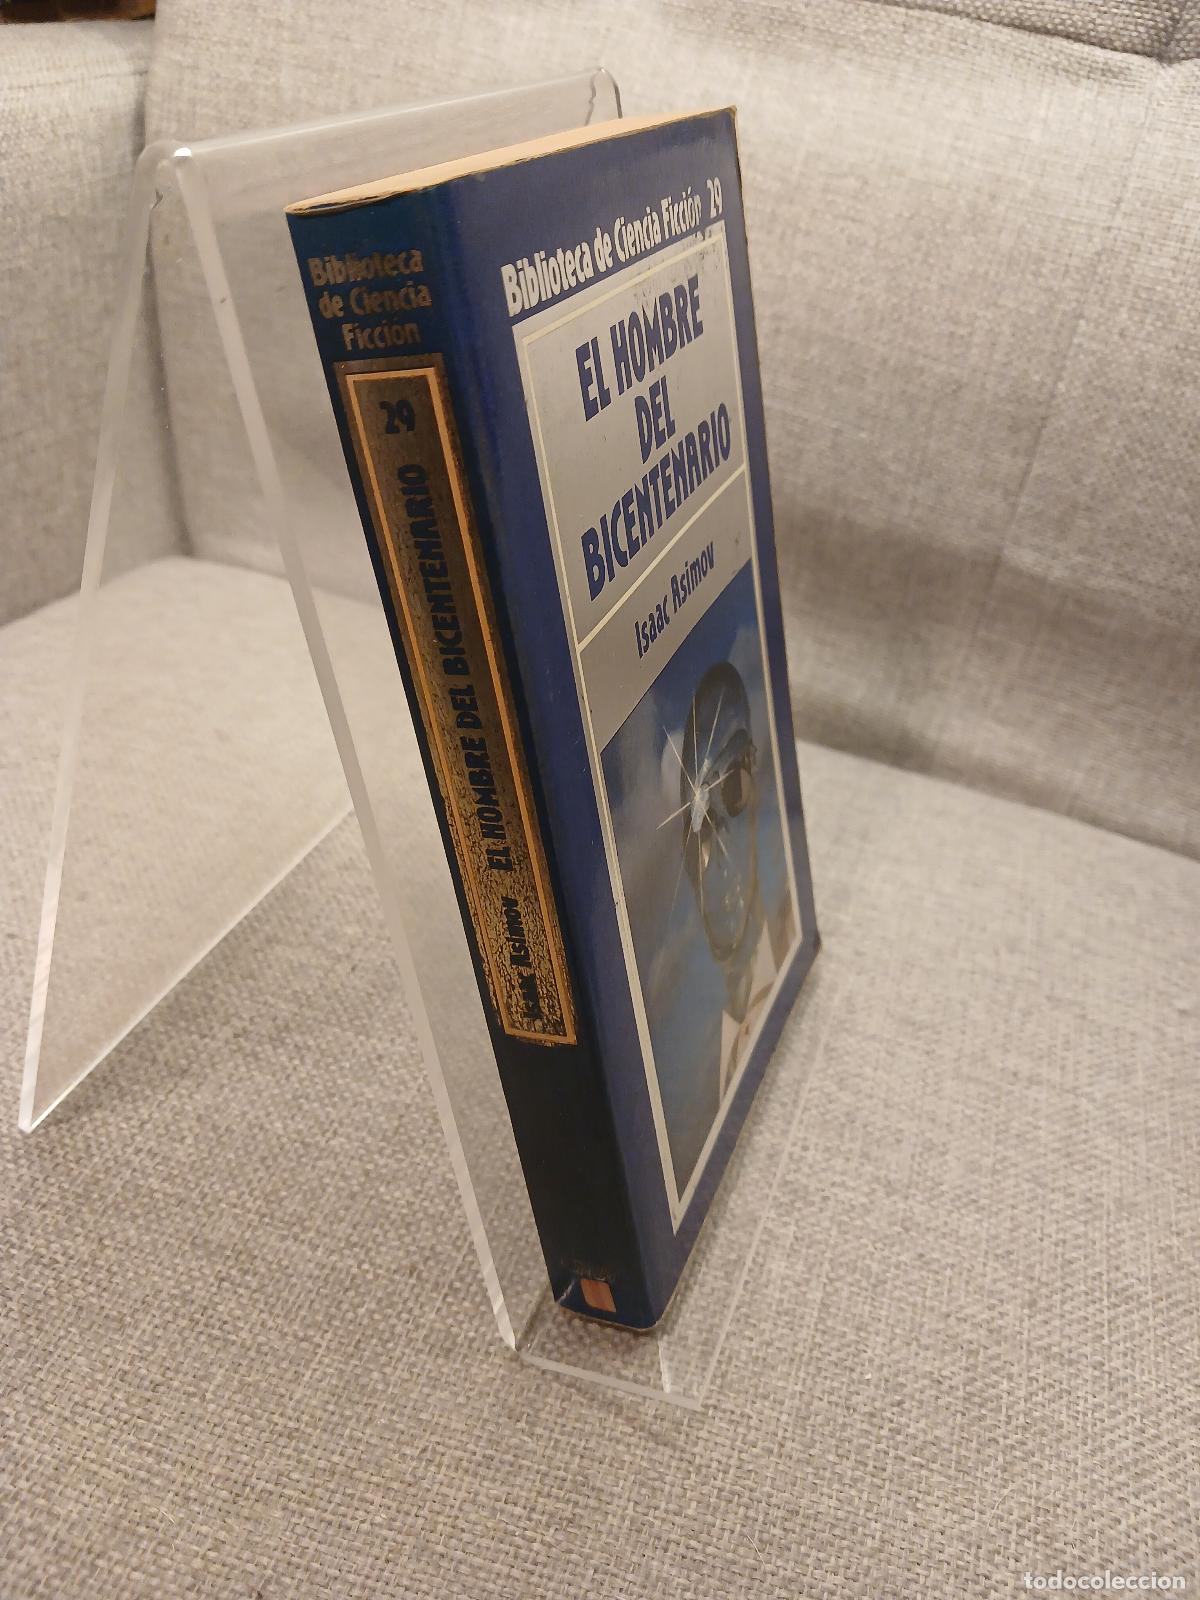 Biblioteca
de Ciencia
Ficción
29
Isaac Asimov EL HOMBRE DEL BICENTENARIO
Biblioteca de Ciencia Ficción 29
EL HOMBRE
DEL
BICENTENARIO
Isaac Asimov
todocoleccion